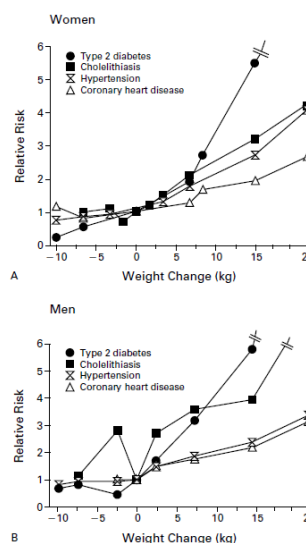 Women
6
5
4
3
2
1
0
Relative Risk
Type 2 diabetes
Cholelithiasis
Hypertension
Coronary heart disease
−10 −5 0 5 10 15 2
A
Weight Change (kg)
Men
6
5
4
3
2
1
0
Relative Risk
Type 2 diabetes
Cholelithiasis
Hypertension
Coronary heart disease
−10 −5 0 5 10 15 2
B
Weight Change (kg)